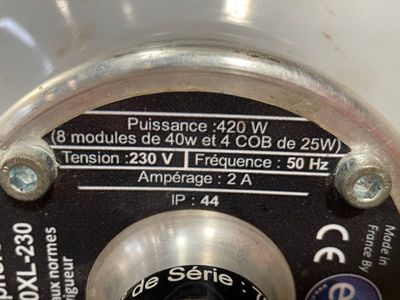 Puissance :420 W
(8 modules de 40w et 4 COB de 25W)
Tension :230 V Fréquence : 50 Hz
Ampérage : 2 A
IP : 44
Made in
France By
CE
0XL-230
aux normes
vigueur
de Série :